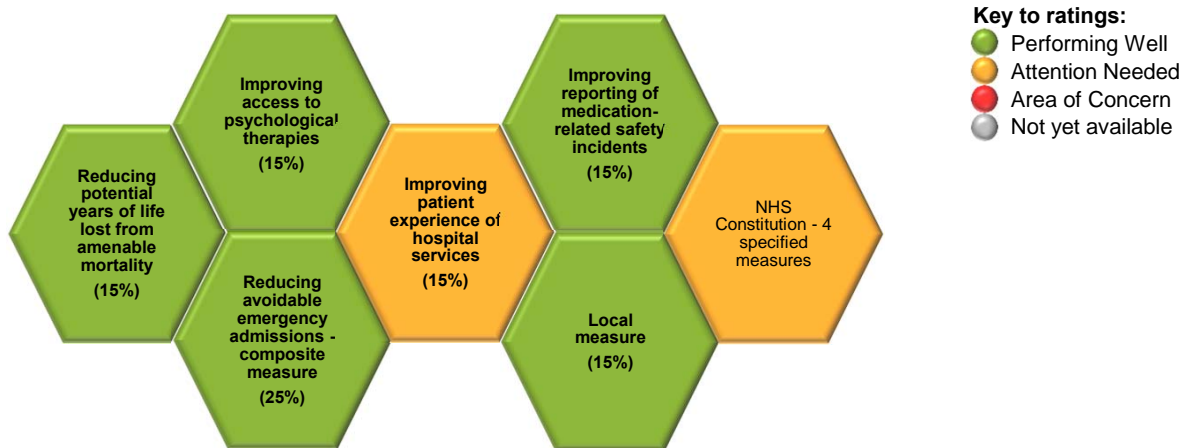 Key to ratings:
Performing Well
Attention Needed
Area of Concern
Not yet available
Improving
access to
psychological
therapies
(15%)
Improving
reporting of
medication-
related safety
incidents
(15%)
Reducing
potential
years of life
lost from
amenable
mortality
(15%)
Improving
patient
experience of
hospital
services
(15%)
NHS
Constitution - 4
specified
measures
Reducing
avoidable
emergency
admissions -
composite
measure
(25%)
Local
measure
(15%)